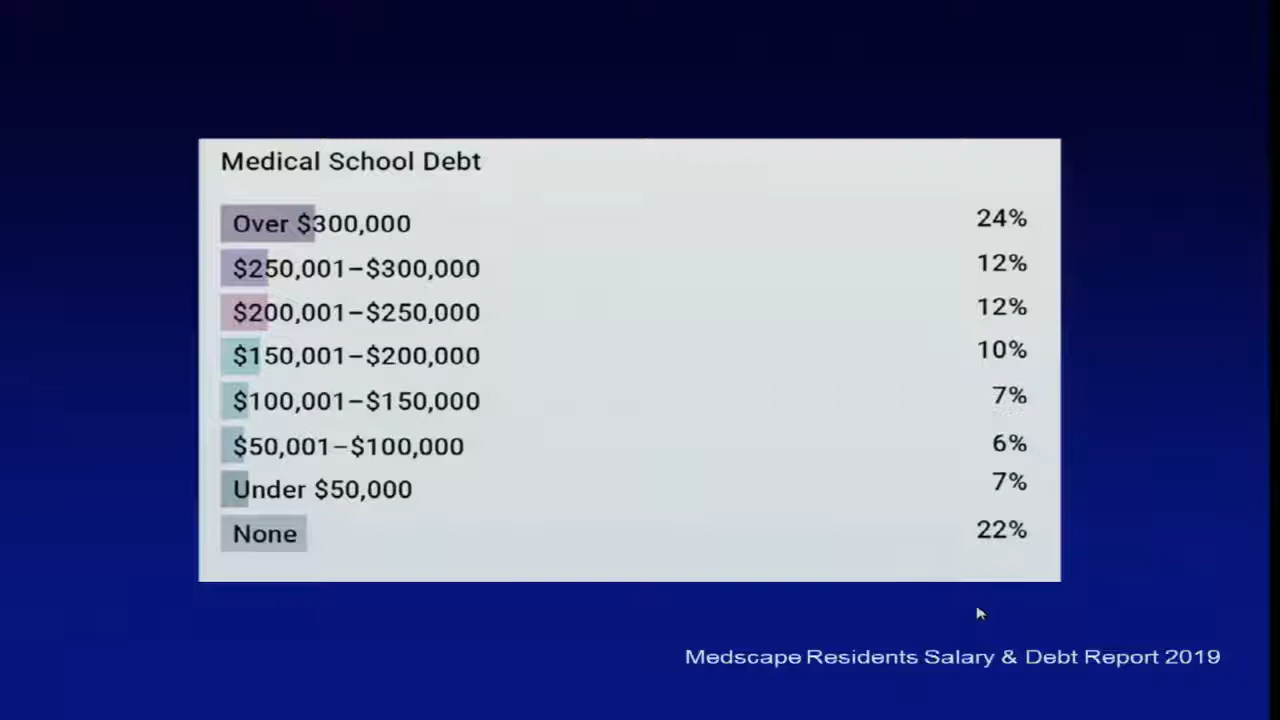 Medical School Debt
Over $300,000 24%
$250,001–$300,000 12%
$200,001–$250,000 12%
$150,001–$200,000 10%
$100,001–$150,000 7%
$50,001–$100,000 6%
Under $50,000 7%
None 22%
Medscape Residents Salary & Debt Report 2019